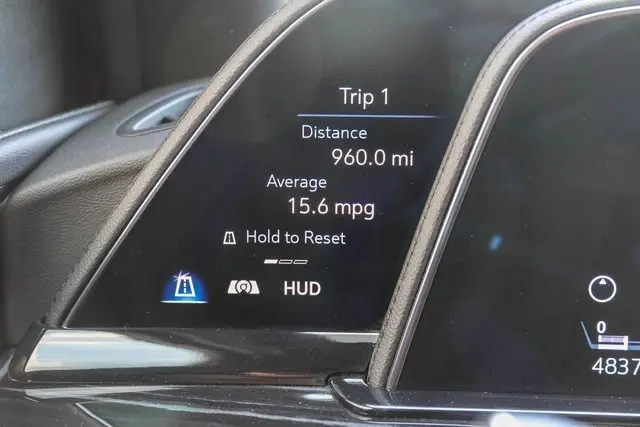 Trip 1
Distance
960.0 mi
Average
15.6 mpg
Hold to Reset
HUD
0
4837